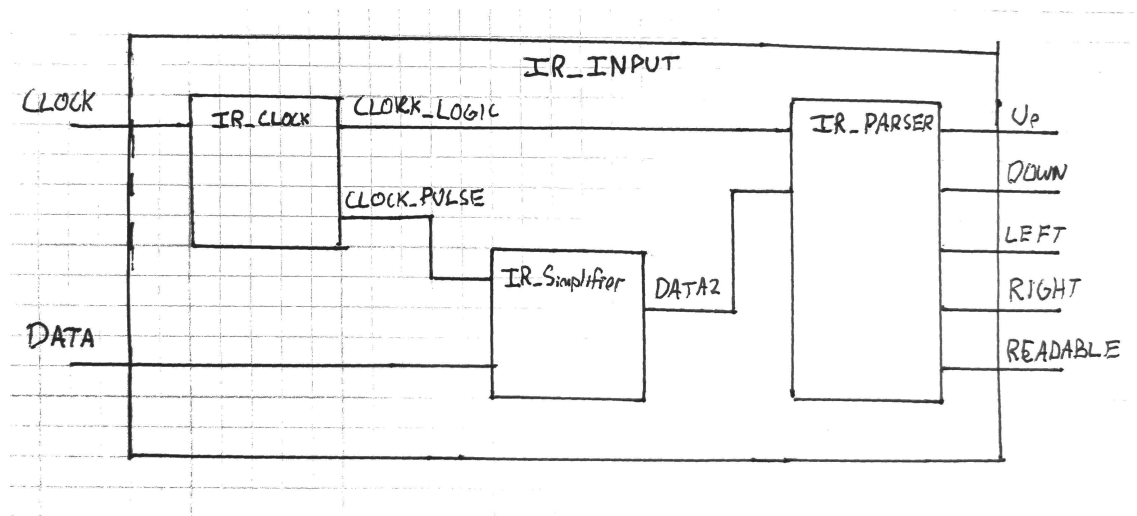 IR_INPUT
CLOCK
IR_CLOCK
CLOCK_LOGIC
IR_PARSER
UP
DOWN
CLOCK_PULSE
LEFT
IR_Simplifier
DATA2
RIGHT
DATA
READABLE